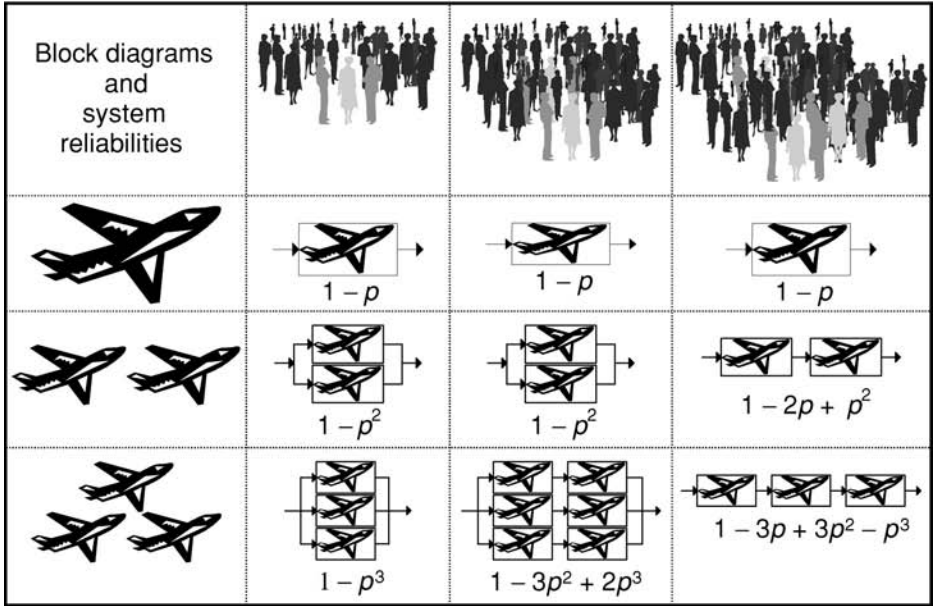 Block diagrams
and
system
reliabilities
1 – p
1 – p
1 – p
1 – p²
1 – p²
1 – 2p + p²
1 – p³
1 – 3p² + 2p³
1 – 3p + 3p² – p³